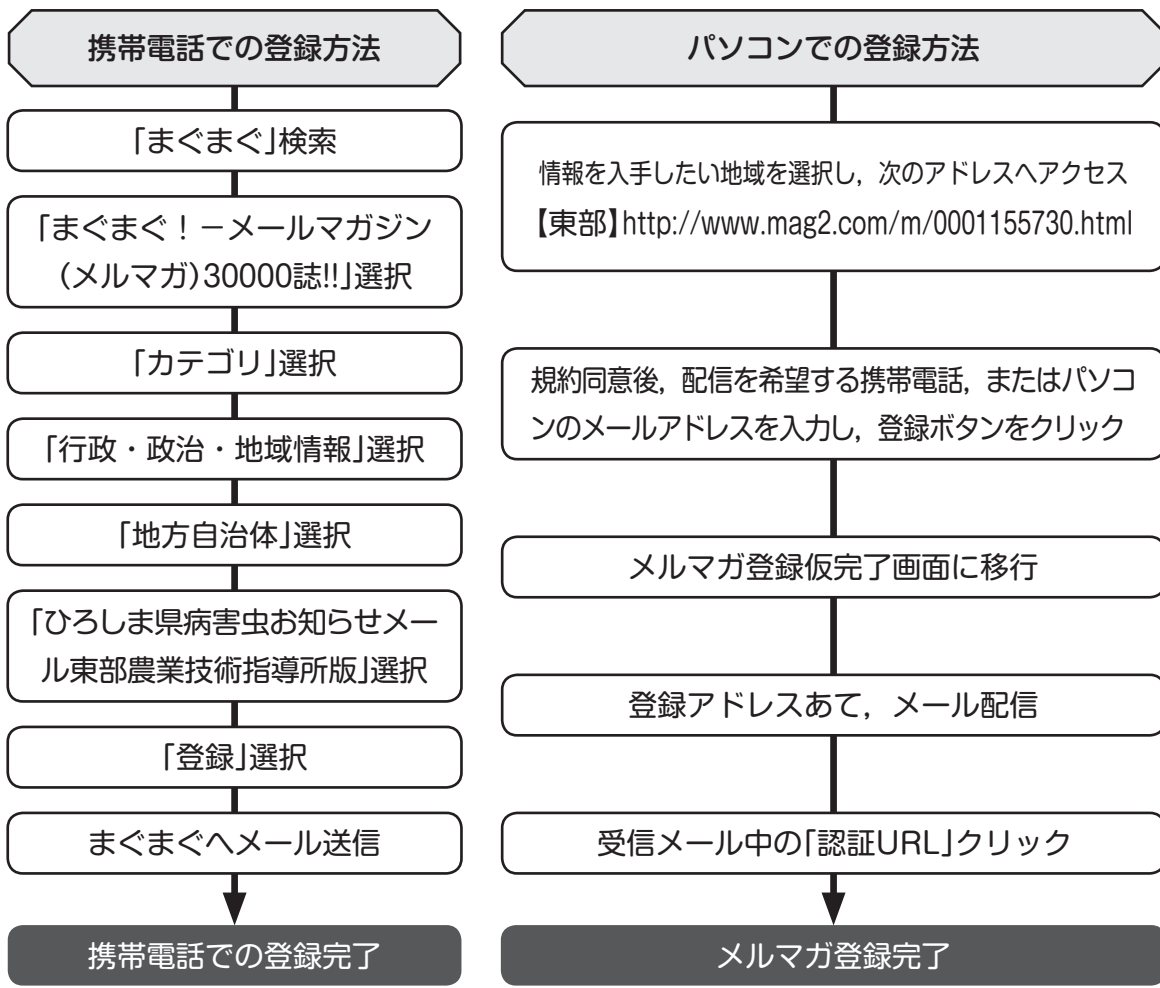 携帯電話での登録方法
「まぐまぐ」検索
「まぐまぐ！－メールマガジン
（メルマガ）30000誌!!」選択
「カテゴリ」選択
「行政・政治・地域情報」選択
「地方自治体」選択
「ひろしま県病害虫お知らせメー
ル東部農業技術指導所版」選択
「登録」選択
まぐまぐへメール送信
携帯電話での登録完了
パソコンでの登録方法
情報を入手したい地域を選択し，次のアドレスへアクセス
【東部】http://www.mag2.com/m/0001155730.html
規約同意後，配信を希望する携帯電話，またはパソコ
ンのメールアドレスを入力し，登録ボタンをクリック
メルマガ登録仮完了画面に移行
登録アドレスあて，メール配信
受信メール中の「認証URL」クリック
メルマガ登録完了